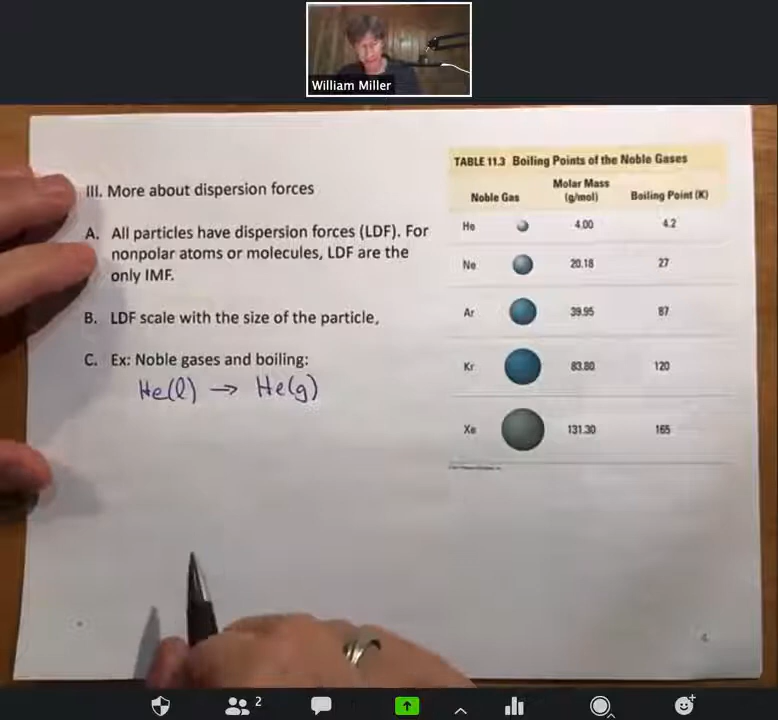 William Miller
III. More about dispersion forces
A. All particles have dispersion forces (LDF). For
nonpolar atoms or molecules, LDF are the
only IMF.
B. LDF scale with the size of the particle.
C. Ex: Noble gases and boiling:
He(l) → He(g)
TABLE 11.3 Boiling Points of the Noble Gases
Noble Gas Molar Mass (g/mol) Boiling Point (K)
He 4.00 4.2
Ne 20.18 27
Ar 39.95 87
Kr 83.80 120
Xe 131.30 165
4
2